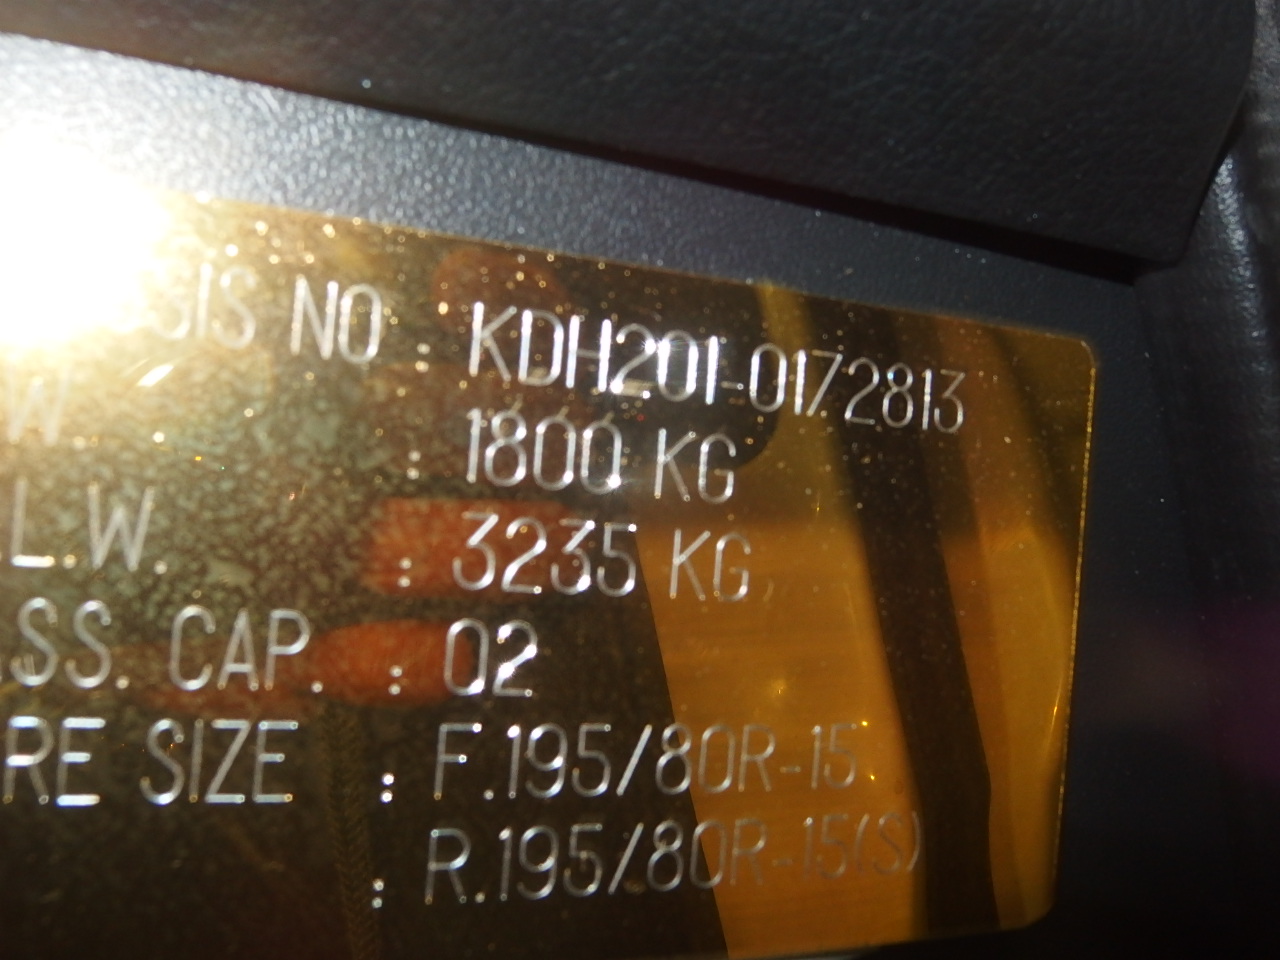 SIS NO : KDH201-0172813
W : 1800 KG
.L.W. : 3235 KG
SS. CAP. : 02
RE SIZE : F.195/80R-15
: R.195/80R-15(S)